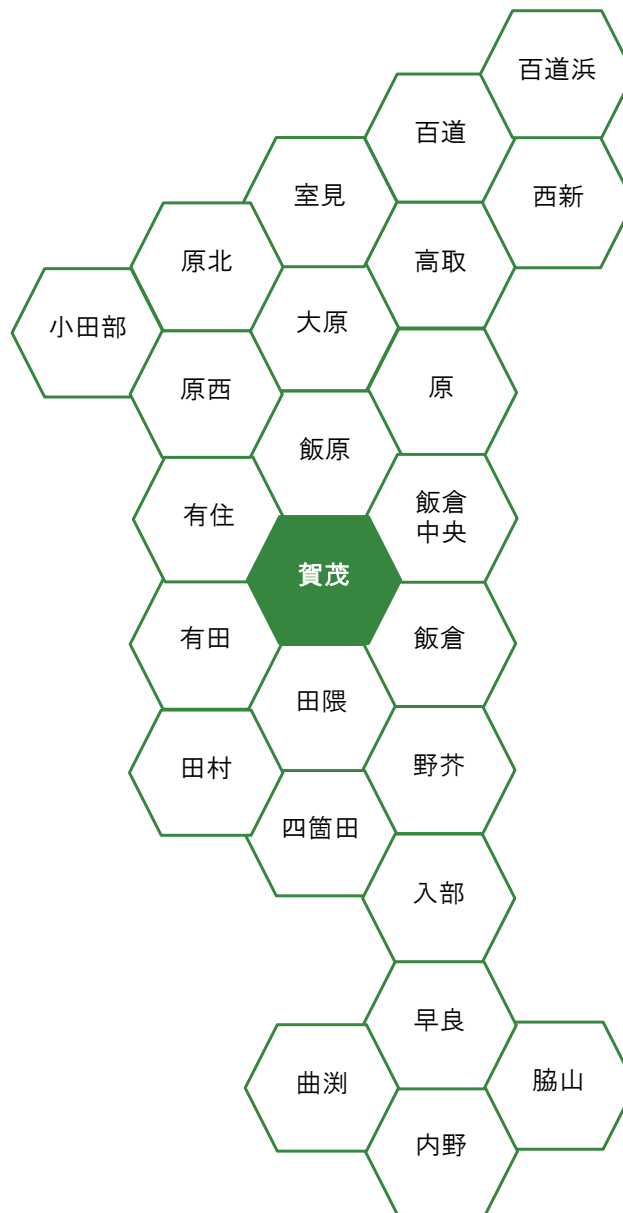 百道浜
百道
室見
西新
原北
高取
小田部
大原
原西
原
飯原
有住
飯倉
中央
賀茂
有田
飯倉
田隈
田村
野芥
四箇田
入部
早良
曲渕
脇山
内野